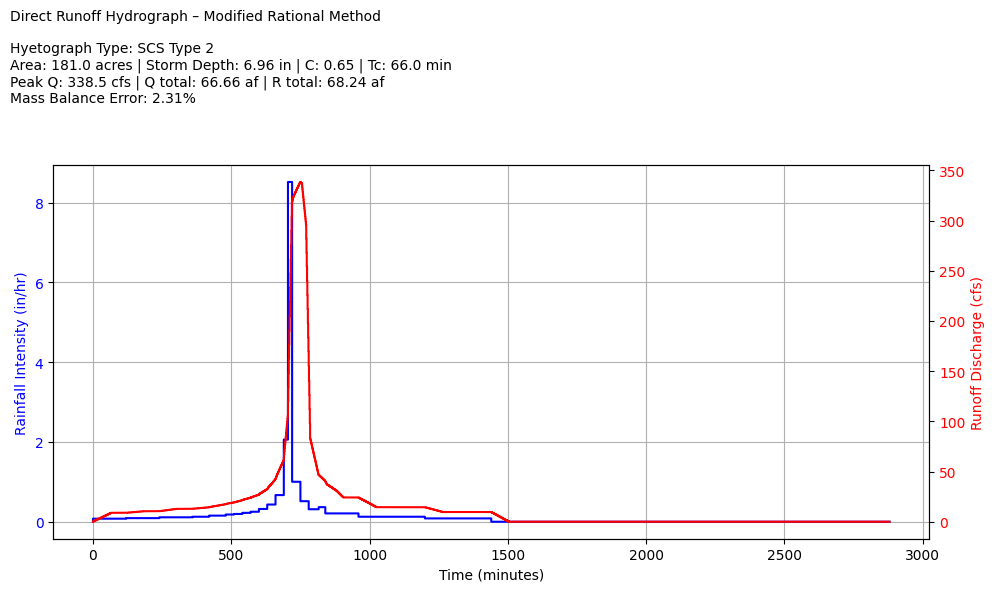 Direct Runoff Hydrograph – Modified Rational Method
Hyetograph Type: SCS Type 2
Area: 181.0 acres | Storm Depth: 6.96 in | C: 0.65 | Tc: 66.0 min
Peak Q: 338.5 cfs | Q total: 66.66 af | R total: 68.24 af
Mass Balance Error: 2.31%
Rainfall Intensity (in/hr)
8
6
4
2
0
350
300
250
200
150
100
50
0
Runoff Discharge (cfs)
0 500 1000 1500 2000 2500 3000
Time (minutes)